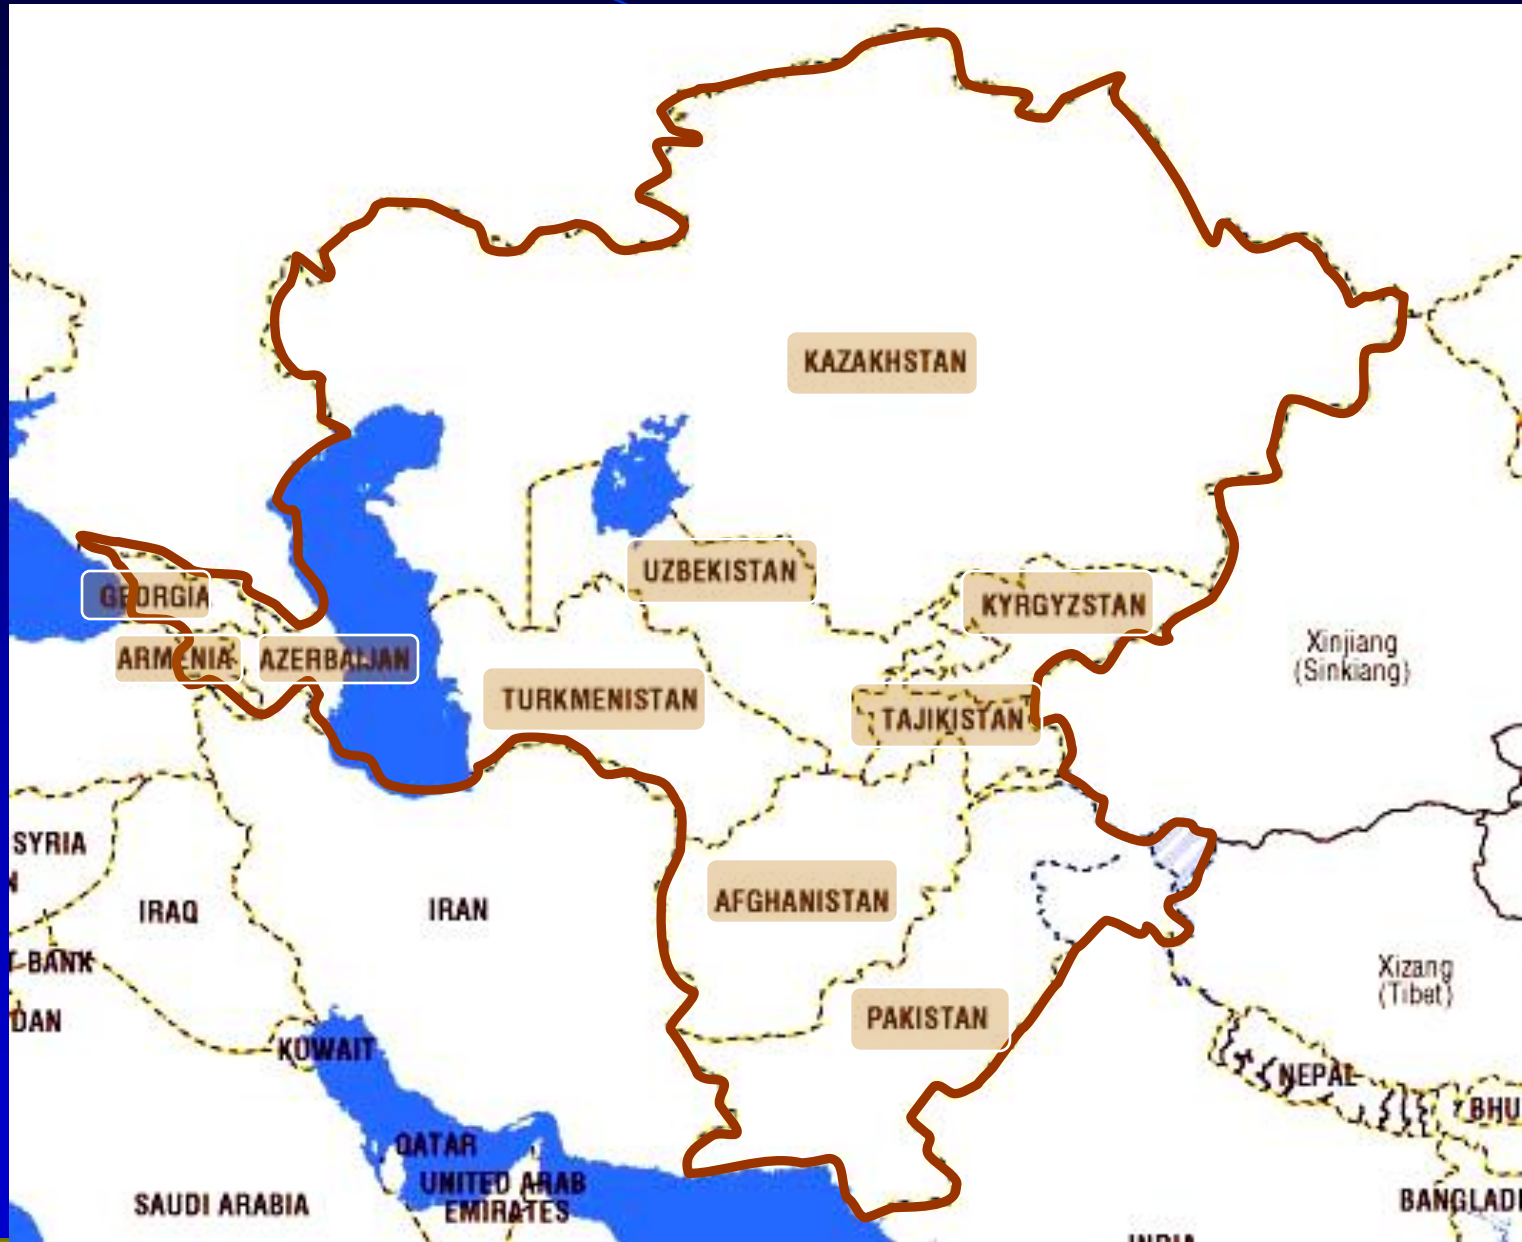 KAZAKHSTAN
UZBEKISTAN
KYRGYZSTAN
GEORGIA
ARMENIA
AZERBAIJAN
Xinjiang
(Sinkiang)
TURKMENISTAN
TAJIKISTAN
SYRIA
N
AFGHANISTAN
IRAQ
IRAN
T BANK
Xizang
(Tibet)
DAN
PAKISTAN
KUWAIT
NEPAL
BHU
QATAR
UNITED ARAB
EMIRATES
SAUDI ARABIA
BANGLAD
INDIA